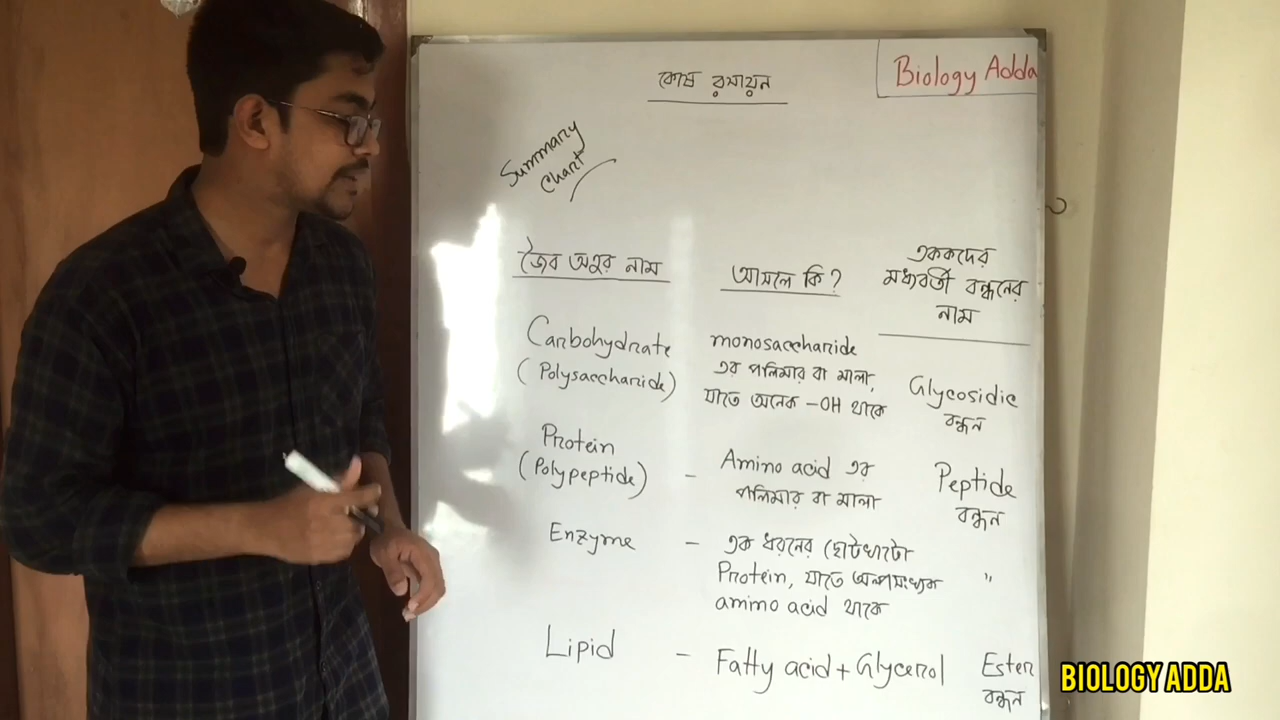 কোষ রসায়ন
Biology Adda
Summary
Chart
জৈব অণুর নাম
আসলে কি?
এককদের
মধ্যবর্তী বন্ধনের
নাম
Carbohydrate
(Polysaccharide)
monosaccharide
এর পলিমার বা মালা,
যাতে অনেক -OH থাকে
Glycosidic
বন্ধন
Protein
(Polypeptide)
- Amino acid এর
পলিমার বা মালা
Peptide
বন্ধন
Enzyme
- এক ধরনের ছোটখাটো
Protein, যাতে অল্পসংখ্যক
amino acid থাকে
"
Lipid
- Fatty acid + Glycerol
Ester
বন্ধন
BIOLOGY ADDA